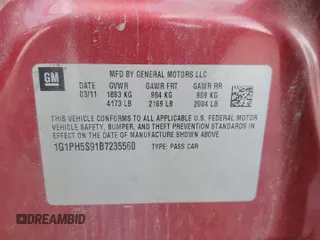 GM
MFD BY GENERAL MOTORS LLC
DATE GVWR GAWR FRT GAWR RR
03/11 1893 KG 984 KG 909 KG
4173 LB 2169 LB 2004 LB
THIS VEHICLE CONFORMS TO ALL APPLICABLE U.S. FEDERAL MOTOR
VEHICLE SAFETY, BUMPER, AND THEFT PREVENTION STANDARDS
IN EFFECT ON THE DATE OF MANUFACTURE SHOWN ABOVE.
1G1PH5S91B7235560 TYPE: PASS CAR
DREAMBID